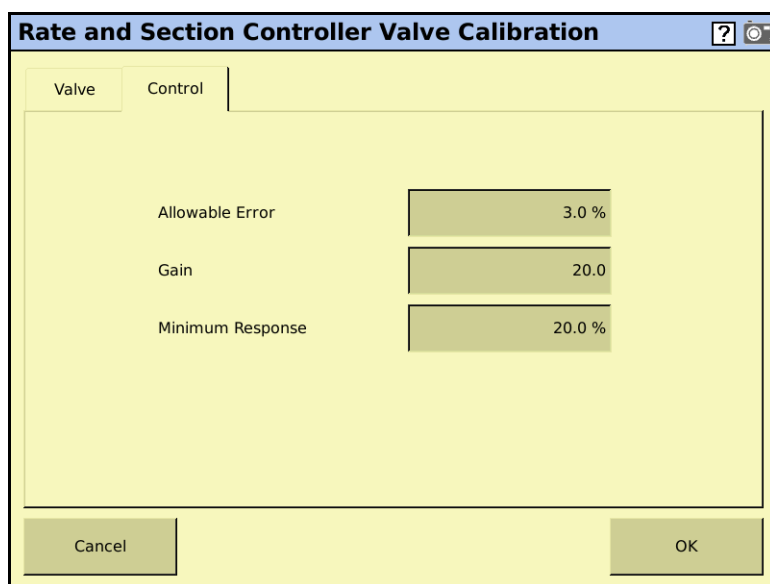 Rate and Section Controller Valve Calibration ?
Valve Control
Allowable Error 3.0 %
Gain 20.0
Minimum Response 20.0 %
Cancel OK